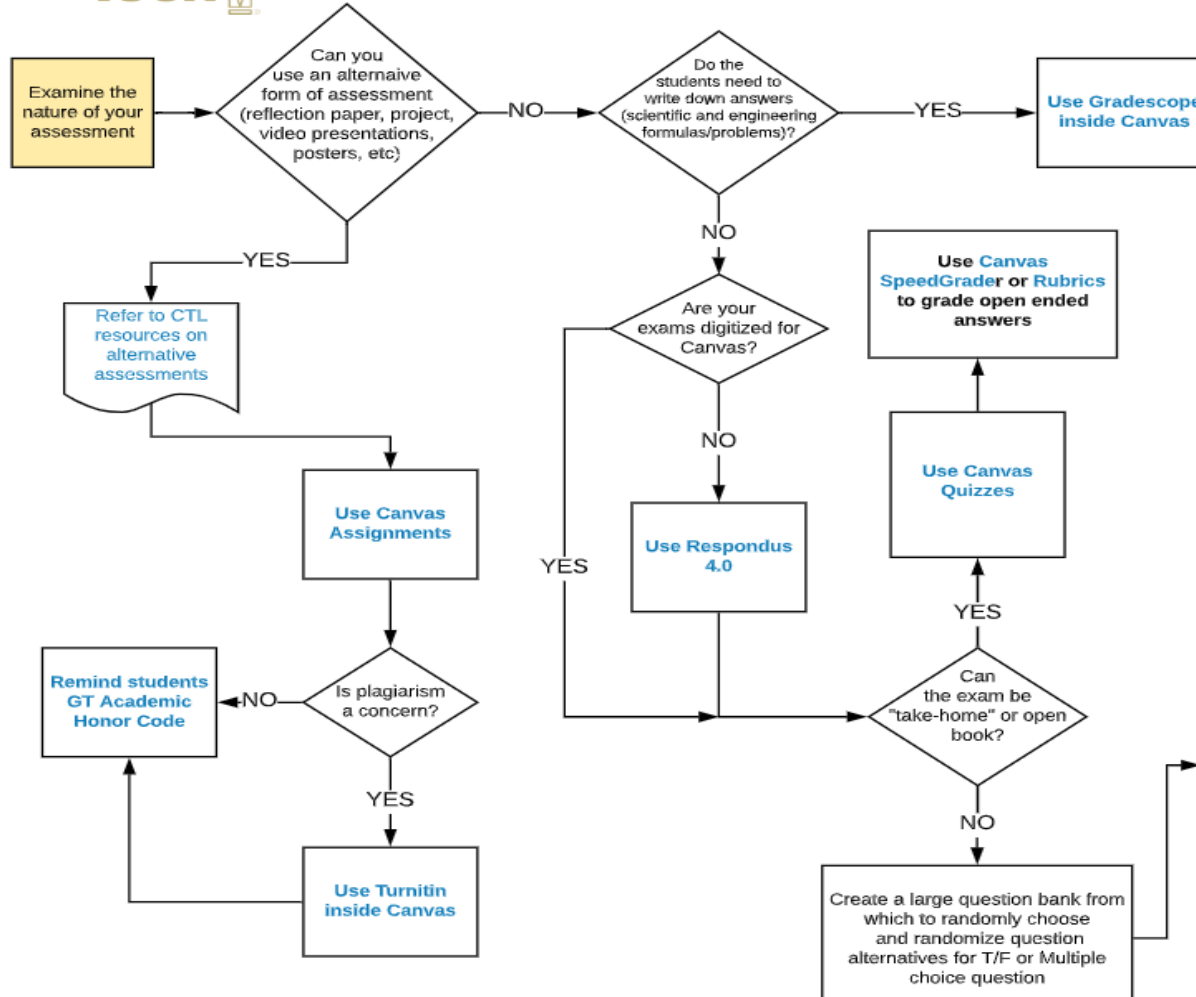 Examine the
nature of your
assessment
Can you
use an alternaive
form of assessment
(reflection paper, project,
video presentations,
posters, etc)
NO
Do the
students need to
write down answers
(scientific and engineering
formulas/problems)?
YES
Use Gradescope
inside Canvas
YES
NO
Refer to CTL
resources on
alternative
assessments
Are your
exams digitized for
Canvas?
Use Canvas
SpeedGrader or Rubrics
to grade open ended
answers
NO
Use Canvas
Assignments
Use Canvas
Quizzes
YES
Use Respondus
4.0
YES
Remind students
GT Academic
Honor Code
NO
Is plagiarism
a concern?
Can
the exam be
"take-home" or open
book?
YES
NO
Use Turnitin
inside Canvas
Create a large question bank from
which to randomly choose
and randomize question
alternatives for T/F or Multiple
choice question